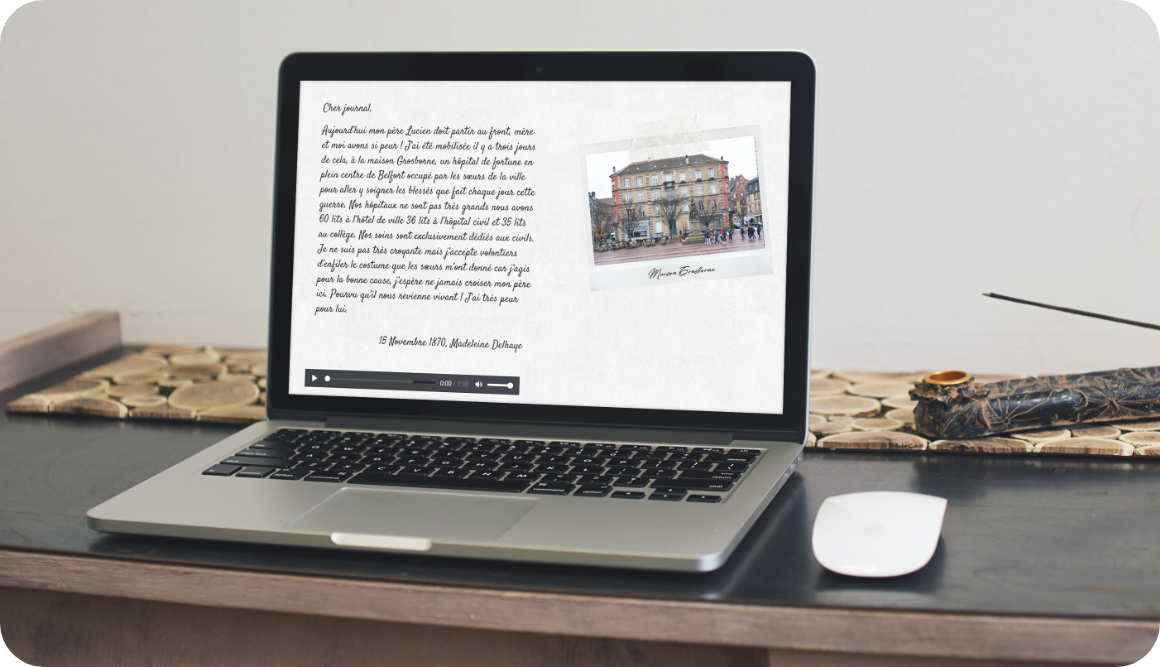 Cher journal,
Aujourd'hui mon père Lucien doit partir au front, mère
et moi avons si peur ! J'ai été mobilisée il y a trois jours
de cela, à la maison Grosborne, un hôpital de fortune en
plein centre de Belfort occupé par les sœurs de la ville
pour aller y soigner les blessés que fait chaque jour cette
guerre. Nos hôpitaux ne sont pas très grands nous avons
60 lits à l'hôtel de ville 36 lits à l'hôpital civil et 35 lits
au collège. Nos soins sont exclusivement dédiés aux civils.
Je ne suis pas très croyante mais j'accepte volontiers
d'enfiler le costume que les sœurs m'ont donné car j'agis
pour la bonne cause, j'espère ne jamais croiser mon père
ici. Pourvu qu'il nous revienne vivant ! J'ai très peur
pour lui.
15 Novembre 1870, Madeleine Delhaye
0:00 / 1:30
Maison Grosborne